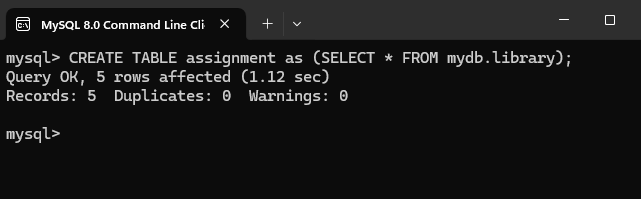 MySQL 8.0 Command Line Cli
mysql> CREATE TABLE assignment as (SELECT * FROM mydb.library);
Query OK, 5 rows affected (1.12 sec)
Records: 5  Duplicates: 0  Warnings: 0
mysql>